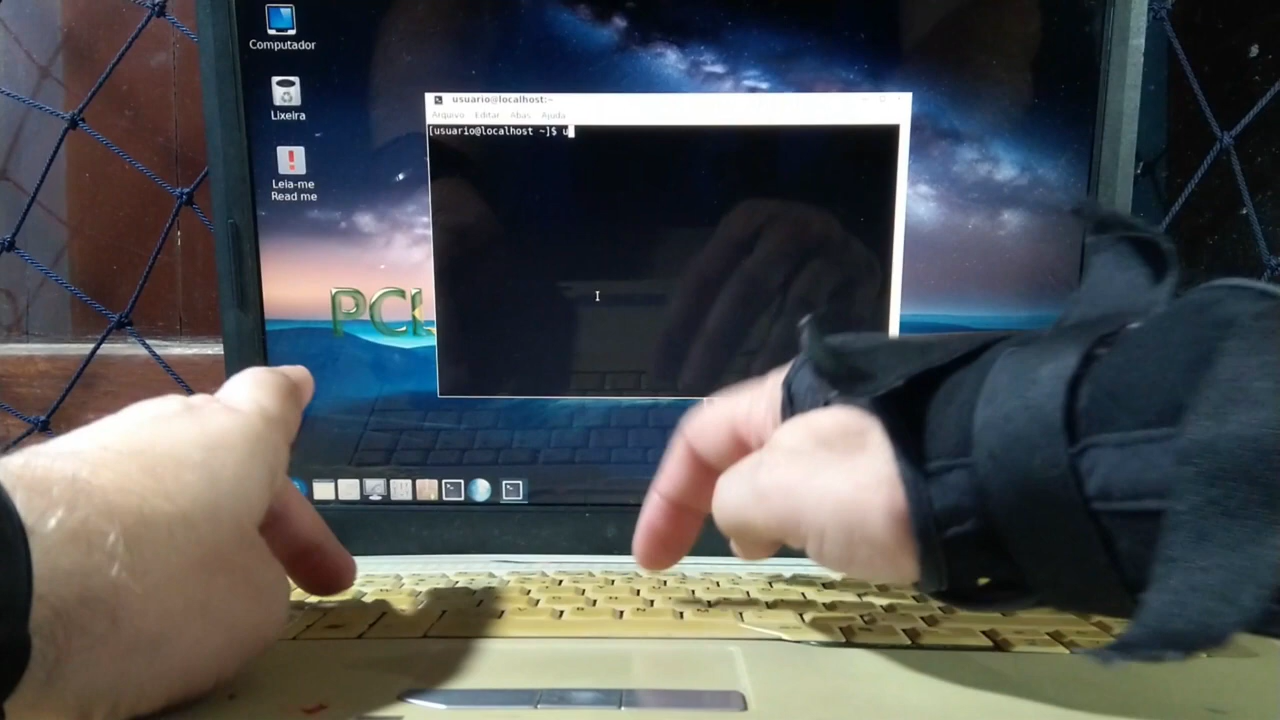 Computador
Lixeira
Leia-me
Read me
usuario@localhost:~
Arquivo Editar Abas Ajuda
[usuario@localhost ~]$ u
PCL